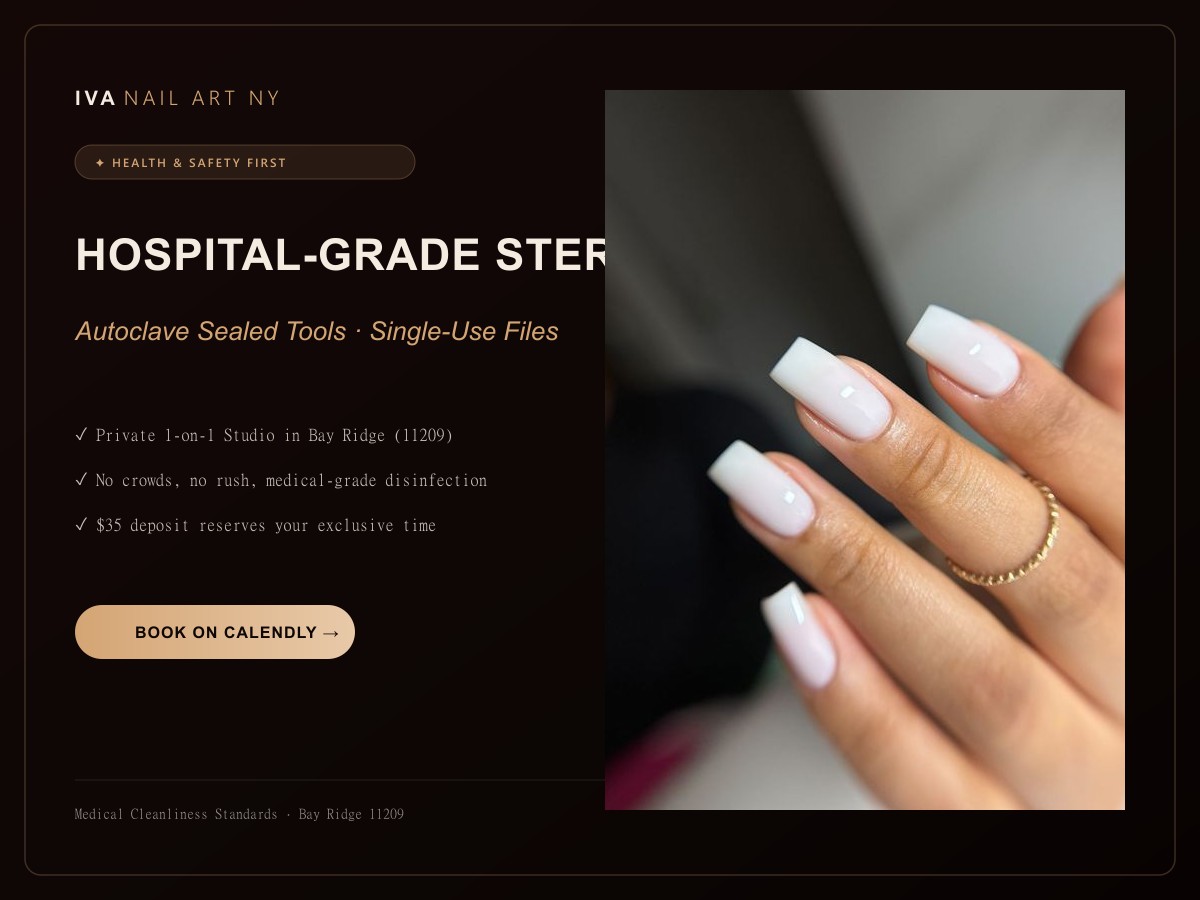 IVA NAIL ART NY
✦ HEALTH & SAFETY FIRST
HOSPITAL-GRADE STER
Autoclave Sealed Tools · Single-Use Files
✓ Private 1-on-1 Studio in Bay Ridge (11209)
✓ No crowds, no rush, medical-grade disinfection
✓ $35 deposit reserves your exclusive time
BOOK ON CALENDLY →
Medical Cleanliness Standards · Bay Ridge 11209